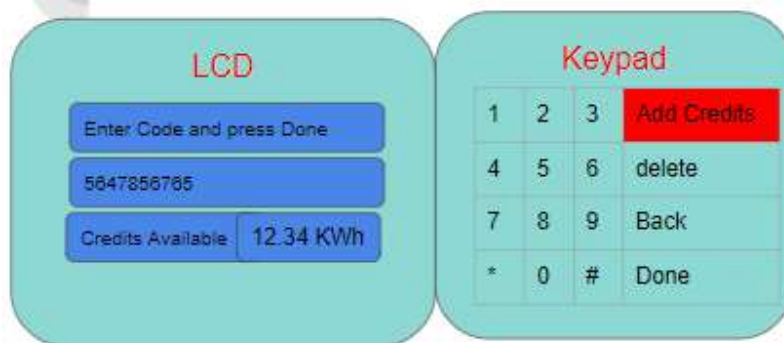 LCD
Enter Code and press Done
5647856765
Credits Available 12.34 KWh
Keypad
1 2 3 Add Credits
4 5 6 delete
7 8 9 Back
* 0 # Done